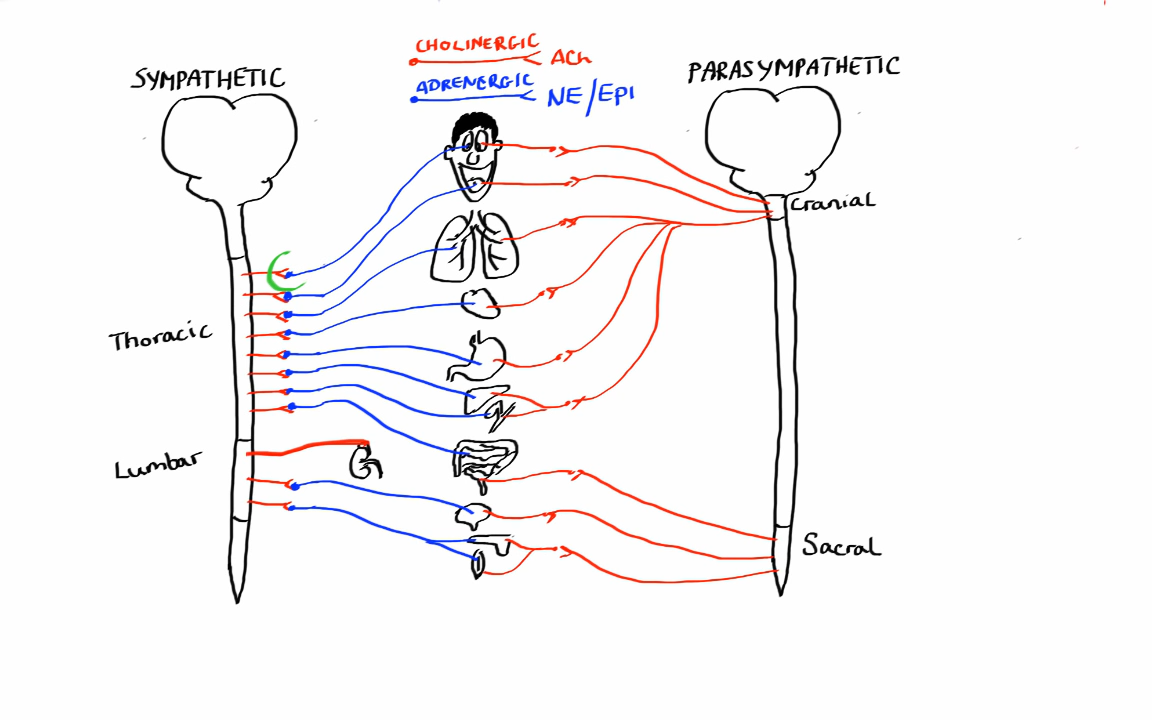 CHOLINERGIC
ACh
SYMPATHETIC
ADRENERGIC
NE/EPI
PARASYMPATHETIC
Cranial
Thoracic
Lumbar
Sacral